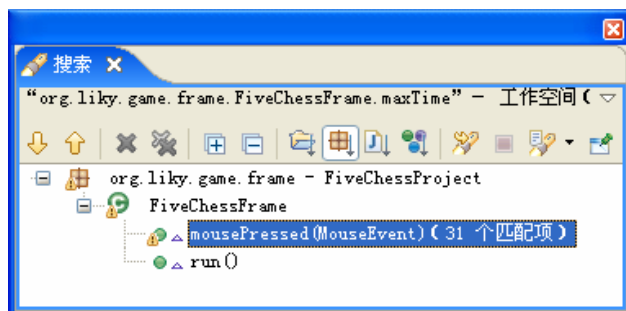 搜索
“org.liky.game.frame.FiveChessFrame.maxTime” - 工作空间(
org.liky.game.frame - FiveChessProject
FiveChessFrame
mousePressed(MouseEvent)(31 个匹配项)
run()